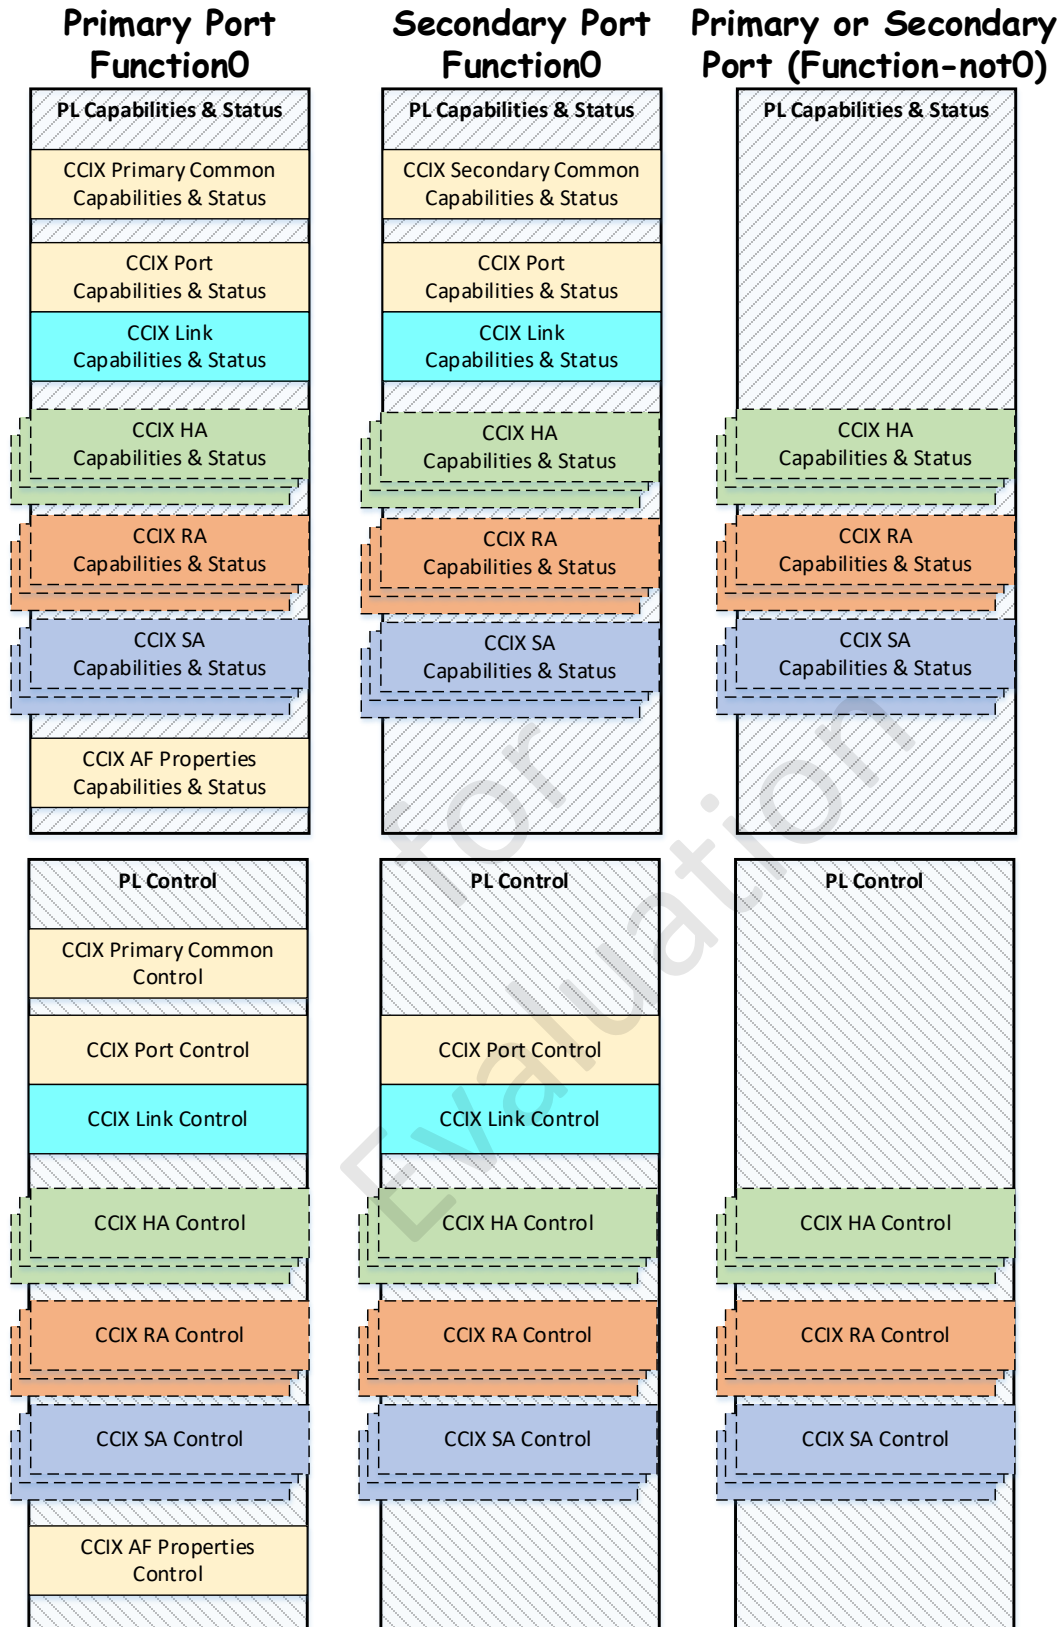 Primary Port
Function0
Secondary Port
Function0
Primary or Secondary
Port (Function-not0)
PL Capabilities & Status
CCIX Primary Common
Capabilities & Status
CCIX Port
Capabilities & Status
CCIX Link
Capabilities & Status
CCIX HA
Capabilities & Status
CCIX RA
Capabilities & Status
CCIX SA
Capabilities & Status
CCIX AF Properties
Capabilities & Status
PL Capabilities & Status
CCIX Secondary Common
Capabilities & Status
CCIX Port
Capabilities & Status
CCIX Link
Capabilities & Status
CCIX HA
Capabilities & Status
CCIX RA
Capabilities & Status
CCIX SA
Capabilities & Status
PL Capabilities & Status
CCIX HA
Capabilities & Status
CCIX RA
Capabilities & Status
CCIX SA
Capabilities & Status
PL Control
CCIX Primary Common
Control
CCIX Port Control
CCIX Link Control
CCIX HA Control
CCIX RA Control
CCIX SA Control
CCIX AF Properties
Control
PL Control
CCIX Port Control
CCIX Link Control
CCIX HA Control
CCIX RA Control
CCIX SA Control
PL Control
CCIX HA Control
CCIX RA Control
CCIX SA Control
for
Evaluation